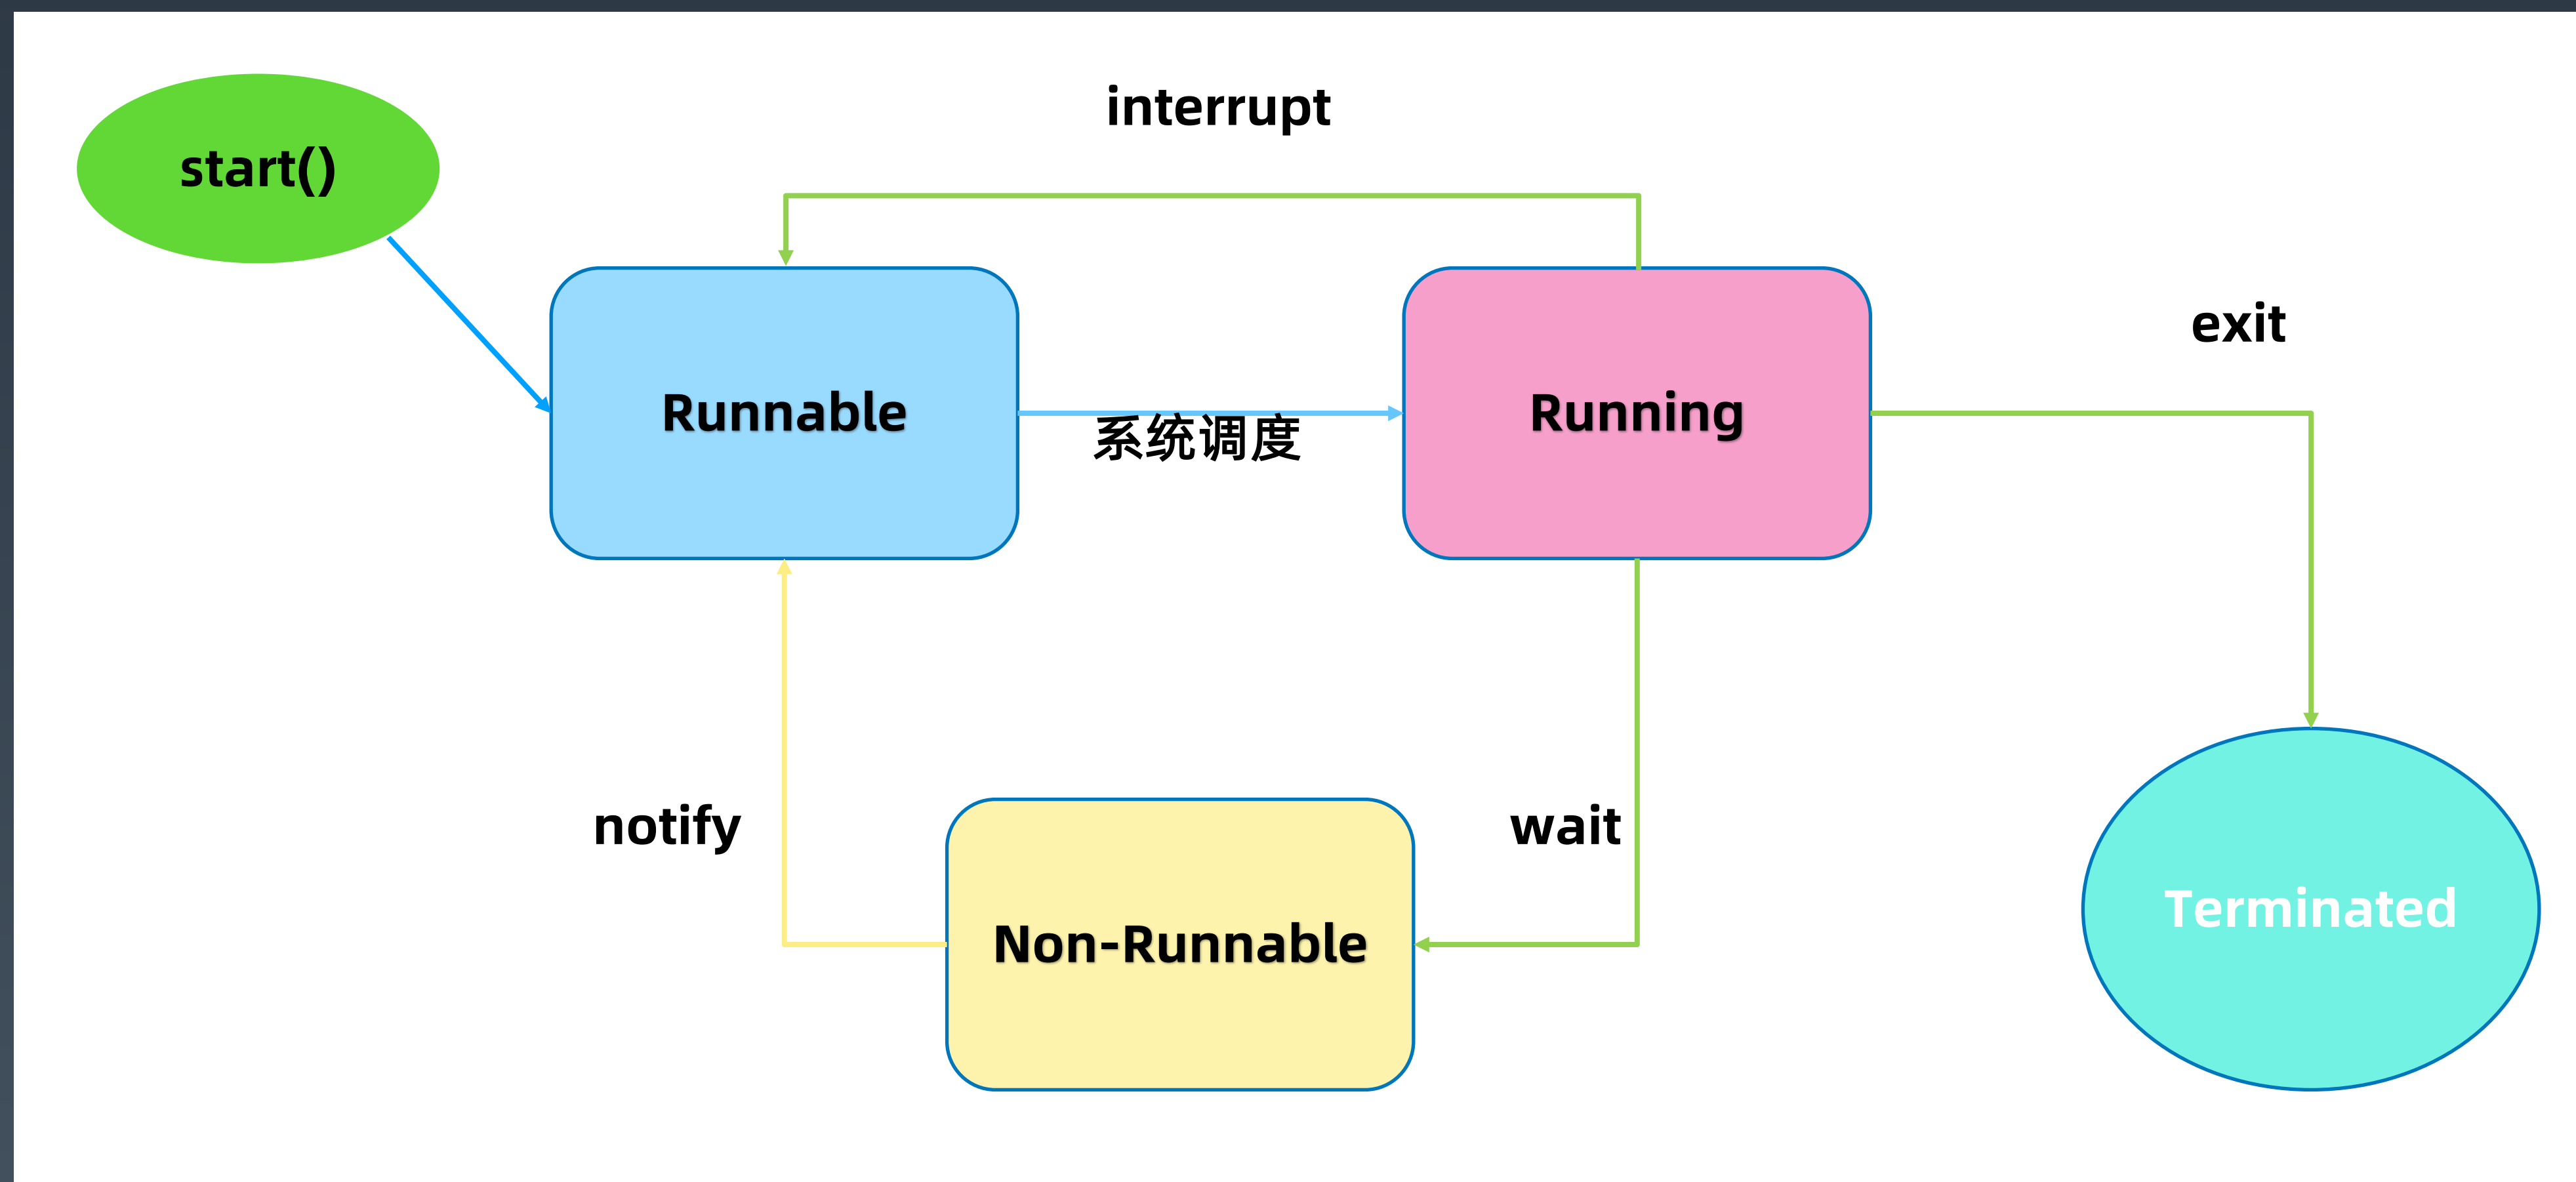 start()
interrupt
exit
Runnable
系统调度
Running
notify
wait
Non-Runnable
Terminated